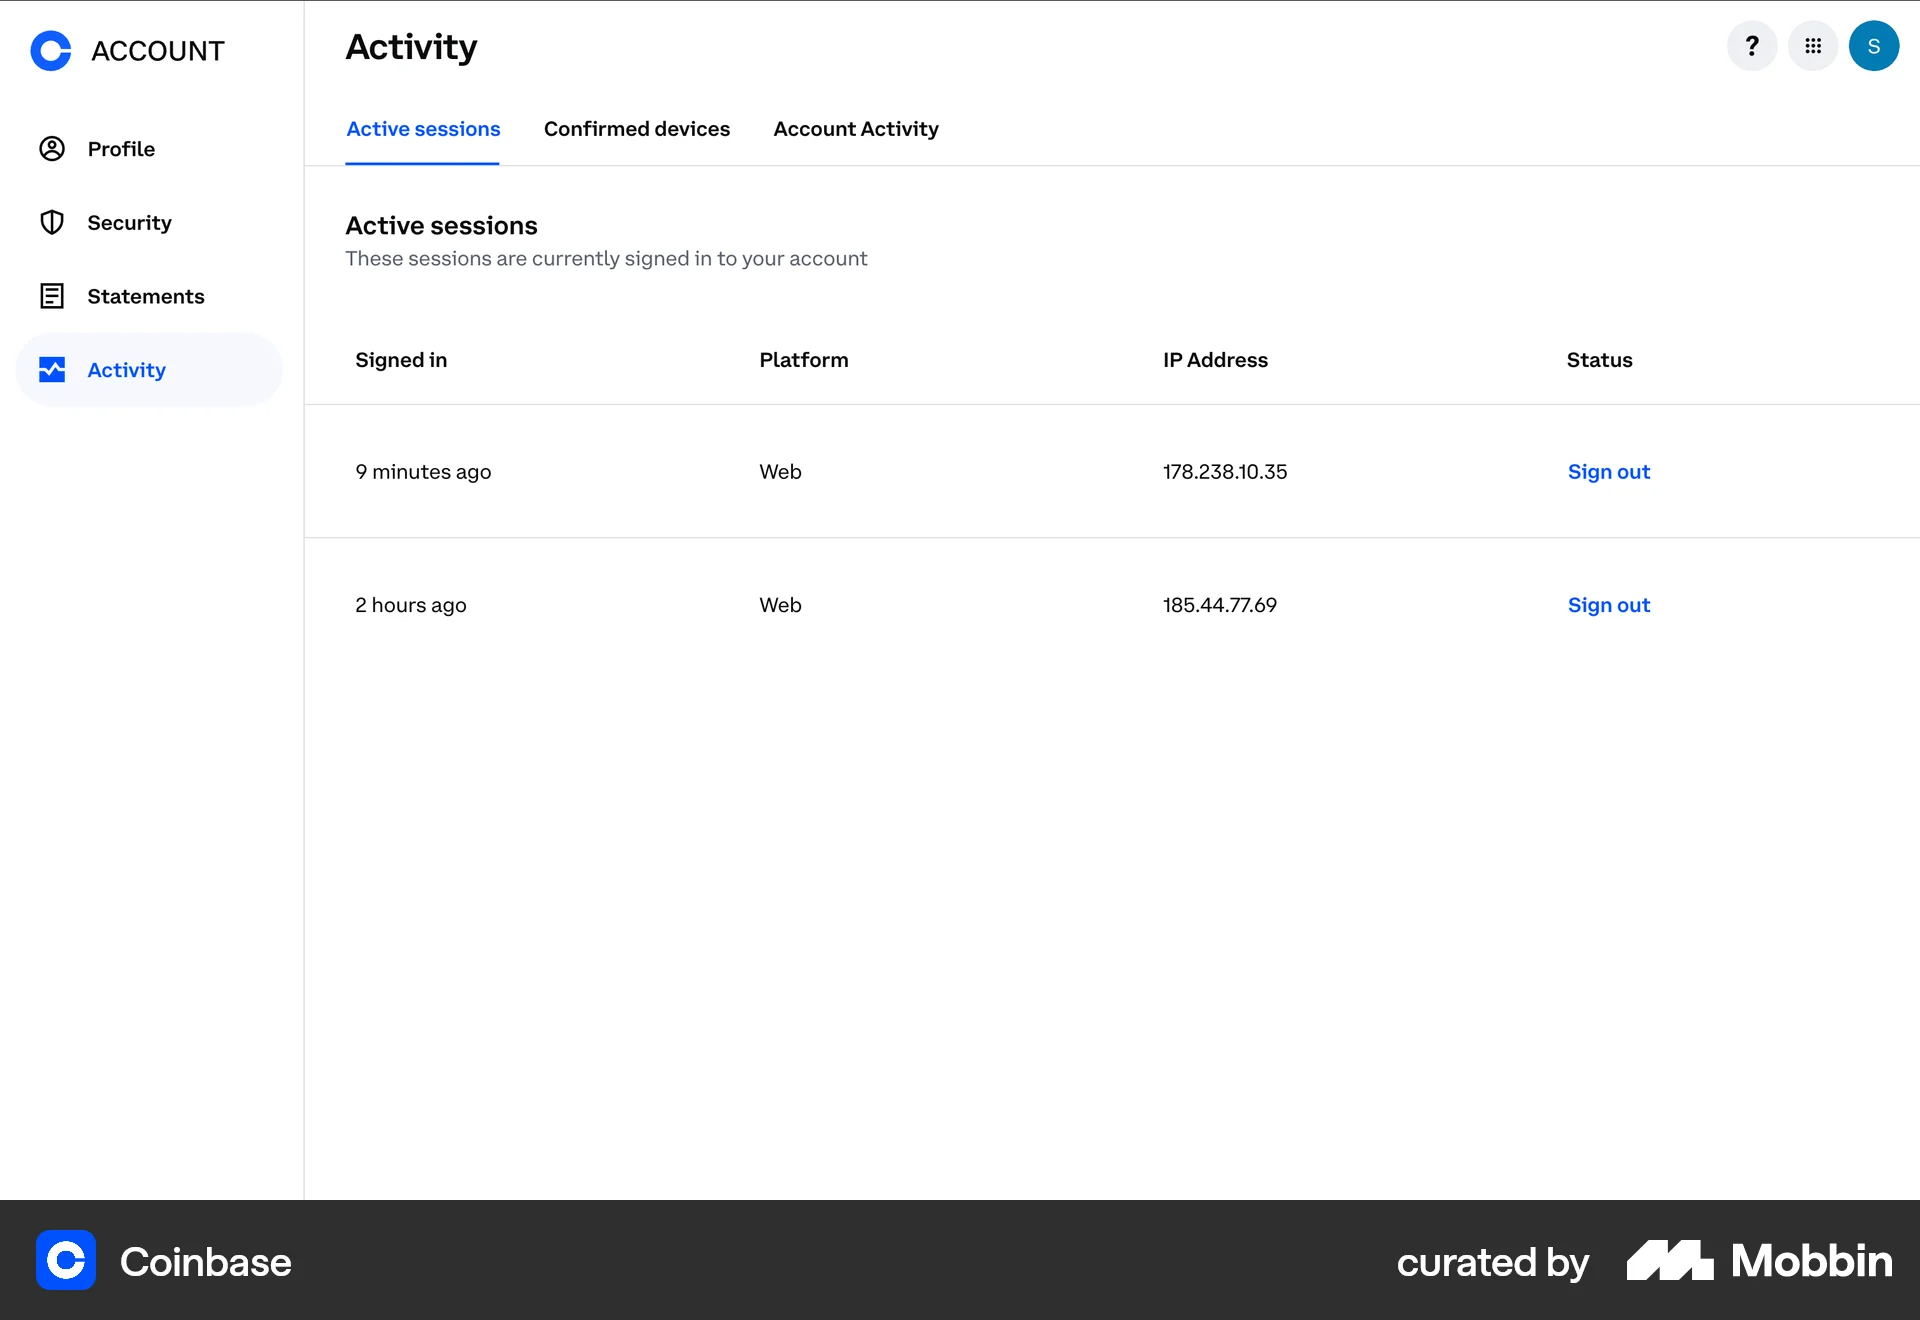 ACCOUNT
Profile
Security
Statements
Activity
Activity
? S
Active sessions Confirmed devices Account Activity
Active sessions
These sessions are currently signed in to your account
Signed in Platform IP Address Status
9 minutes ago Web 178.238.10.35 Sign out
2 hours ago Web 185.44.77.69 Sign out
Coinbase
curated by Mobbin